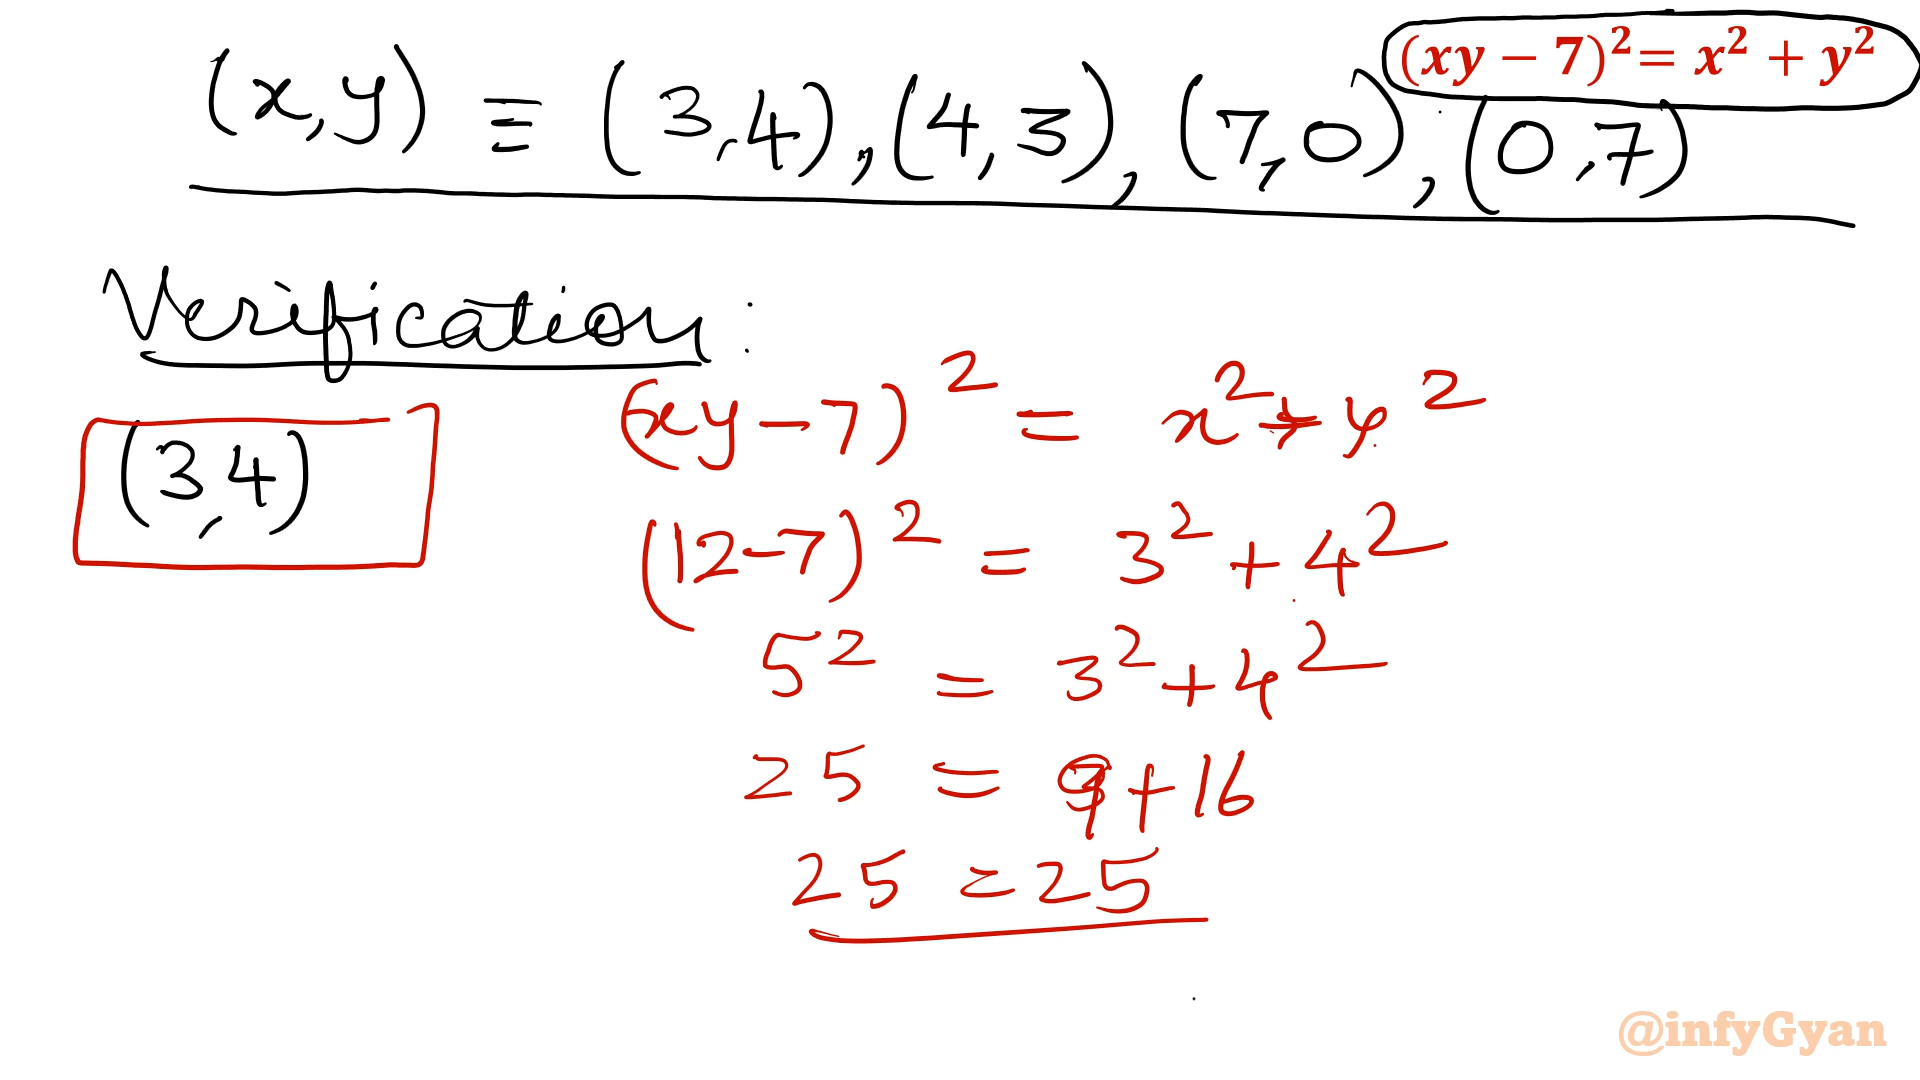 (xy − 7)² = x² + y²
(x, y) ≡ (3, 4), (4, 3), (7, 0), (0, 7)
Verification :
(3, 4)
(xy − 7)² = x² + y²
(12 − 7)² = 3² + 4²
5² = 3² + 4²
25 = 9 + 16
25 = 25
@infyGyan